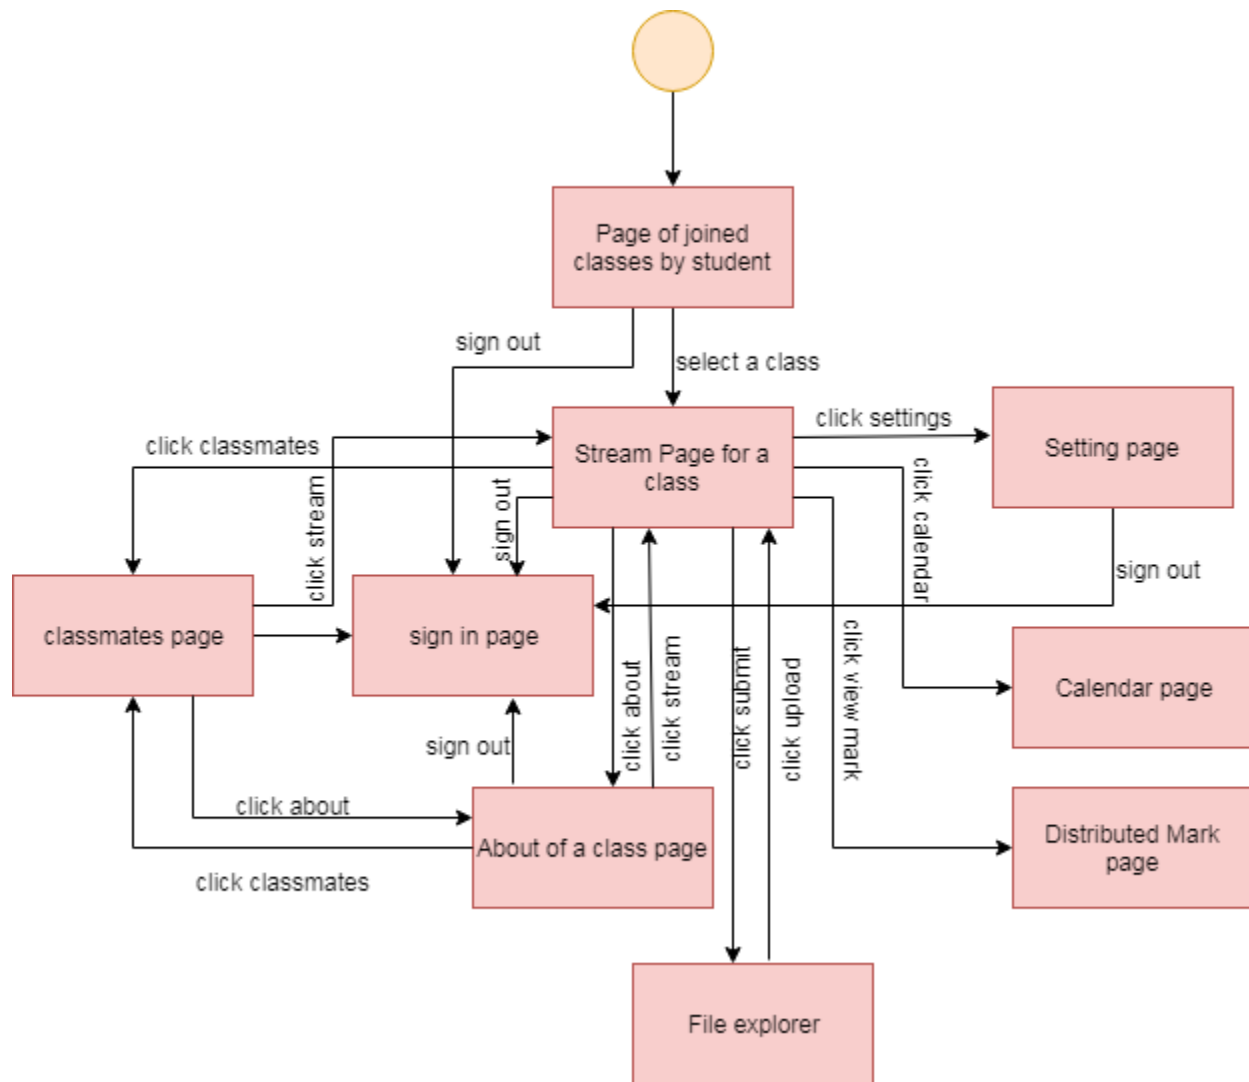 Page of joined
classes by student
sign out
select a class
click settings
click classmates
Stream Page for a
class
Setting page
click stream
sign out
click calendar
sign out
classmates page
sign in page
click about
click stream
click submit
click upload
click view mark
Calendar page
sign out
click about
About of a class page
Distributed Mark
page
click classmates
File explorer